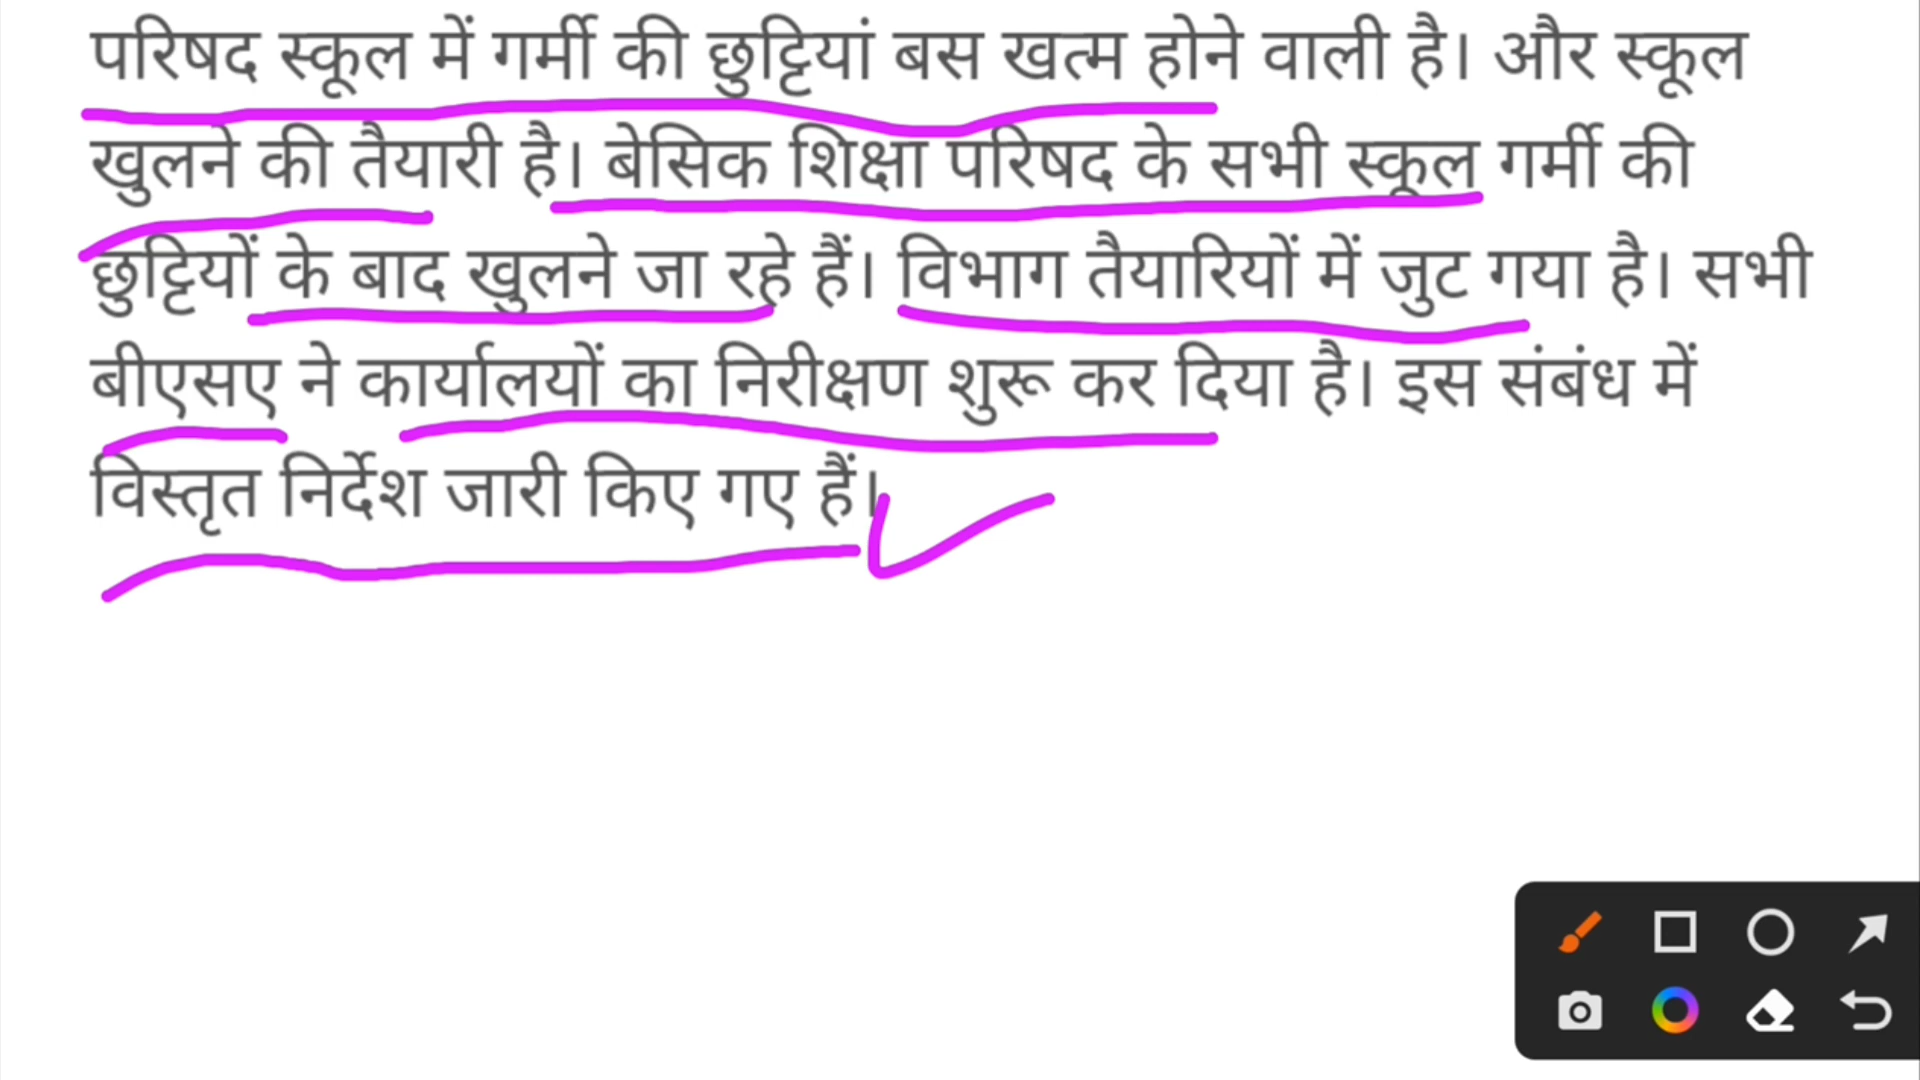 परिषद स्कूल में गर्मी की छुट्टियां बस खत्म होने वाली है। और स्कूल
खुलने की तैयारी है। बेसिक शिक्षा परिषद के सभी स्कूल गर्मी की
छुट्टियों के बाद खुलने जा रहे हैं। विभाग तैयारियों में जुट गया है। सभी
बीएसए ने कार्यालयों का निरीक्षण शुरू कर दिया है। इस संबंध में
विस्तृत निर्देश जारी किए गए हैं।